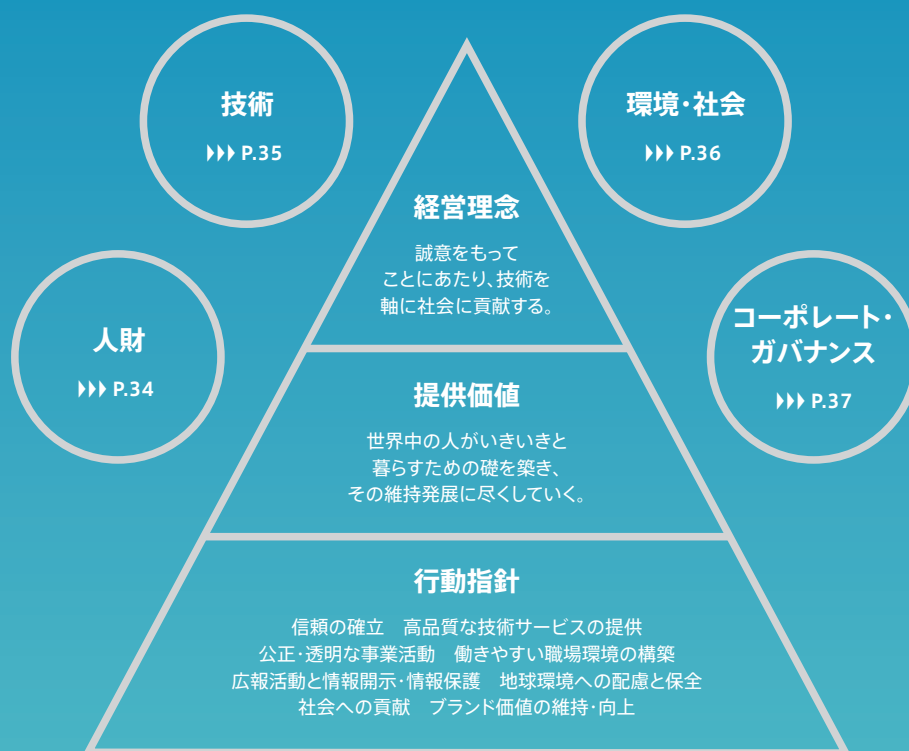 技術
P.35
環境・社会
P.36
人財
P.34
コーポレート・
ガバナンス
P.37
経営理念
誠意をもって
ことにあたり、技術を
軸に社会に貢献する。
提供価値
世界中の人がいきいきと
暮らすための礎を築き、
その維持発展に尽くしていく。
行動指針
信頼の確立　高品質な技術サービスの提供
公正・透明な事業活動　働きやすい職場環境の構築
広報活動と情報開示・情報保護　地球環境への配慮と保全
社会への貢献　ブランド価値の維持・向上